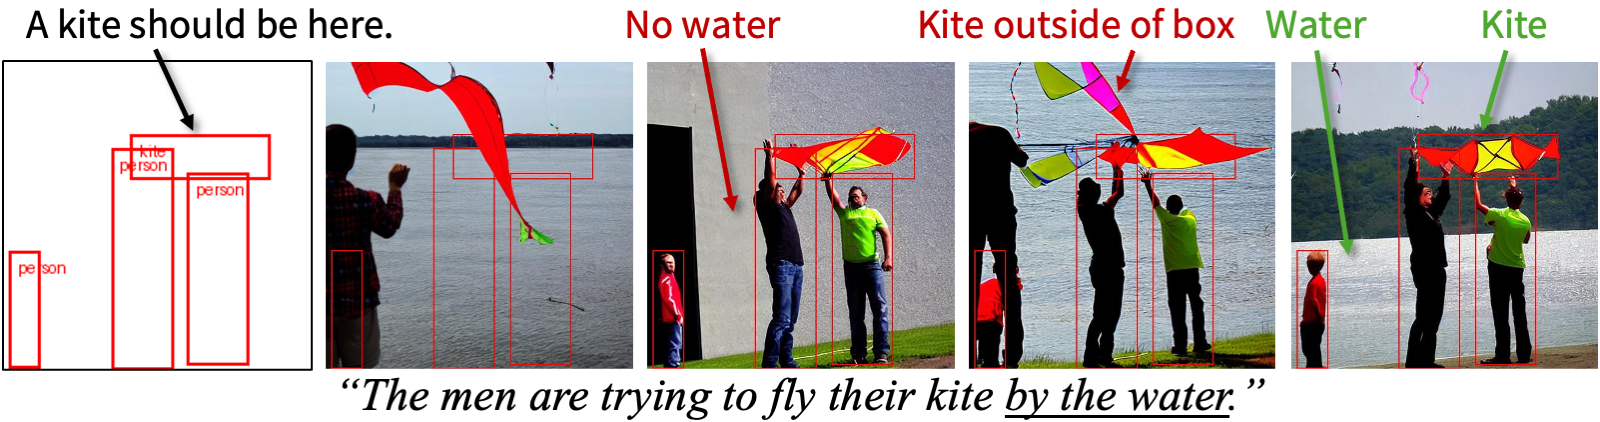 A kite should be here.
No water
Kite outside of box
Water
Kite
kite
person
person
person
“The men are trying to fly their kite by the water.”